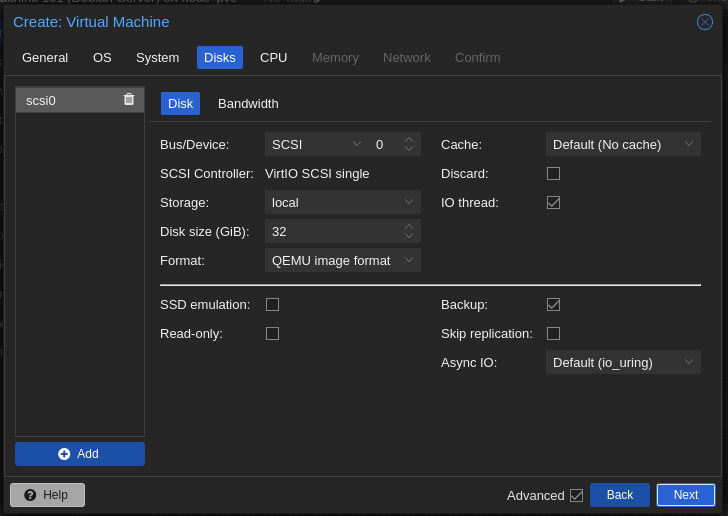 Create: Virtual Machine
General OS System Disks CPU Memory Network Confirm
scsi0
Disk Bandwidth
Bus/Device: SCSI 0
Cache: Default (No cache)
SCSI Controller: VirtIO SCSI single
Discard:
Storage: local
IO thread:
Disk size (GiB): 32
Format: QEMU image format
SSD emulation:
Backup:
Read-only:
Skip replication:
Async IO: Default (io_uring)
Add
Help
Advanced
Back
Next